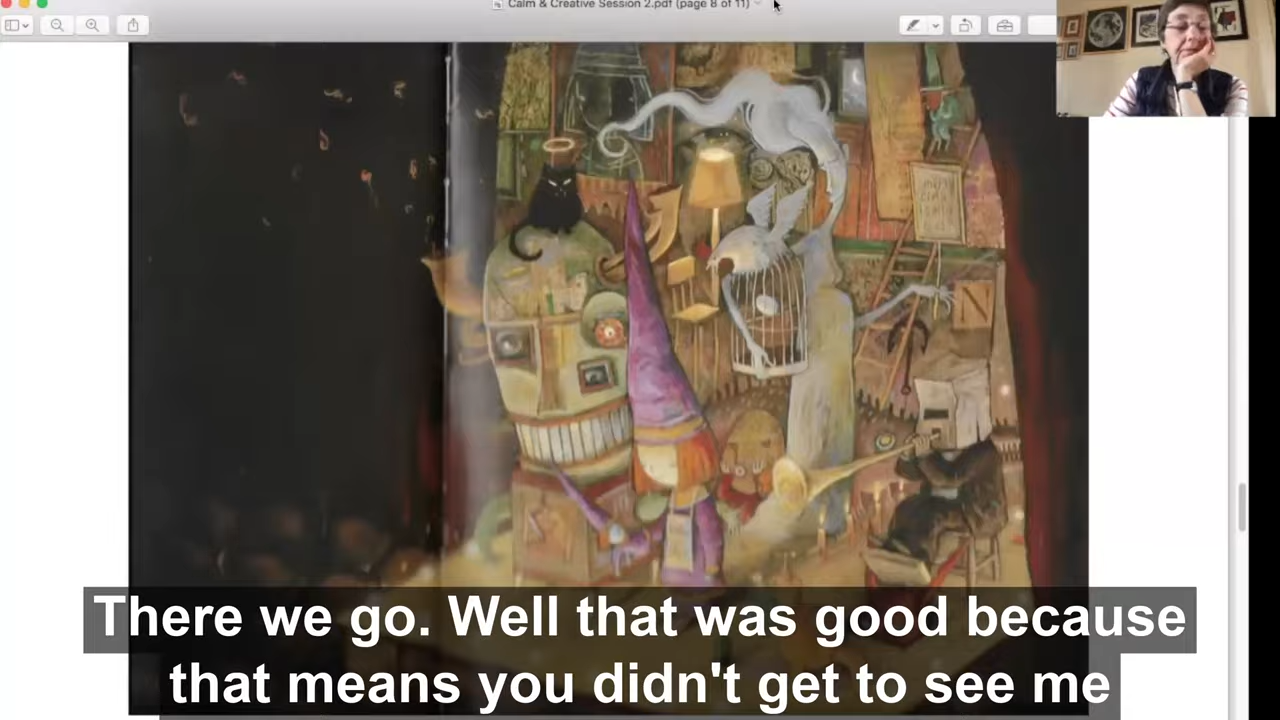 Calm & Creative Session 2.pdf (page 8 of 11)
N
There we go. Well that was good because
that means you didn't get to see me